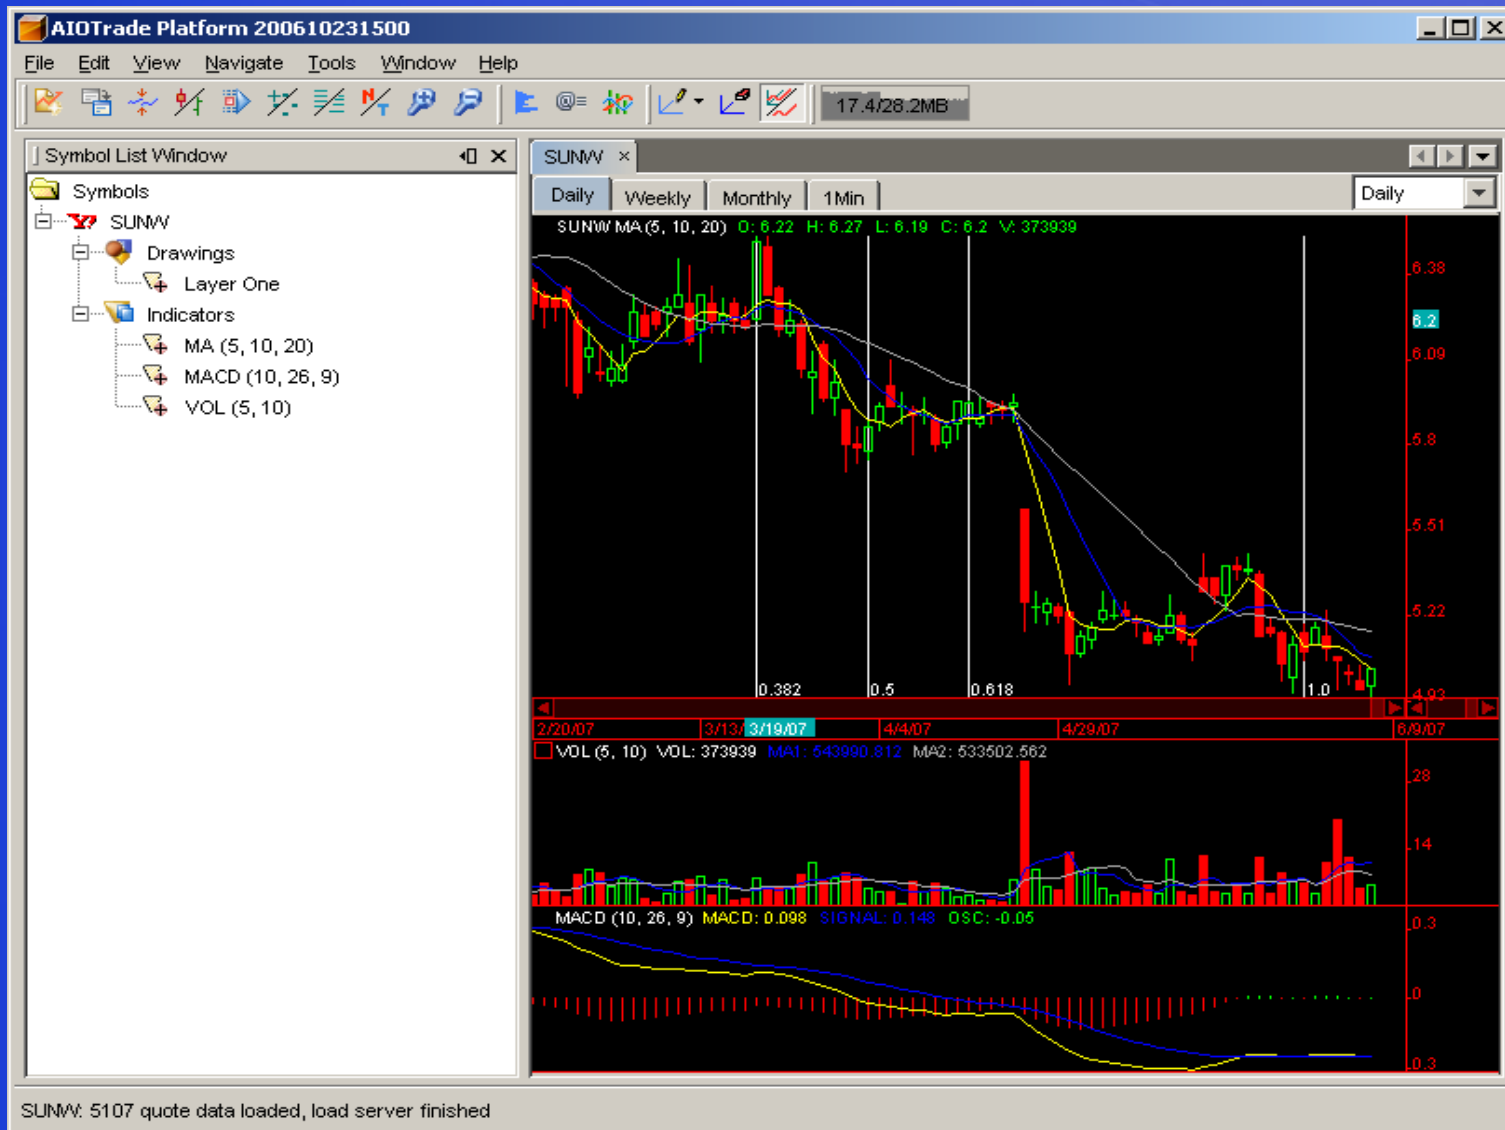 AIOTrade Platform 200610231500
File Edit View Navigate Tools Window Help
@=
N/T
17.4/28.2MB
Symbol List Window
Symbols
SUNW
Drawings
Layer One
Indicators
MA (5, 10, 20)
MACD (10, 26, 9)
VOL (5, 10)
SUNW
Daily Weekly Monthly 1Min
Daily
SUNW MA (5, 10, 20) O: 6.22 H: 6.27 L: 6.19 C: 6.2 V: 373939
6.38
6.2
6.09
5.8
5.51
5.22
4.93
0.382 0.5 0.618 1.0
2/20/07 3/13/ 3/19/07 4/4/07 4/29/07 6/9/07
VOL (5, 10) VOL: 373939 MA1: 543990.812 MA2: 533502.562
28
14
MACD (10, 26, 9) MACD: 0.098 SIGNAL: 0.148 OSC: -0.05
0.3
0
0.3
SUNW: 5107 quote data loaded, load server finished